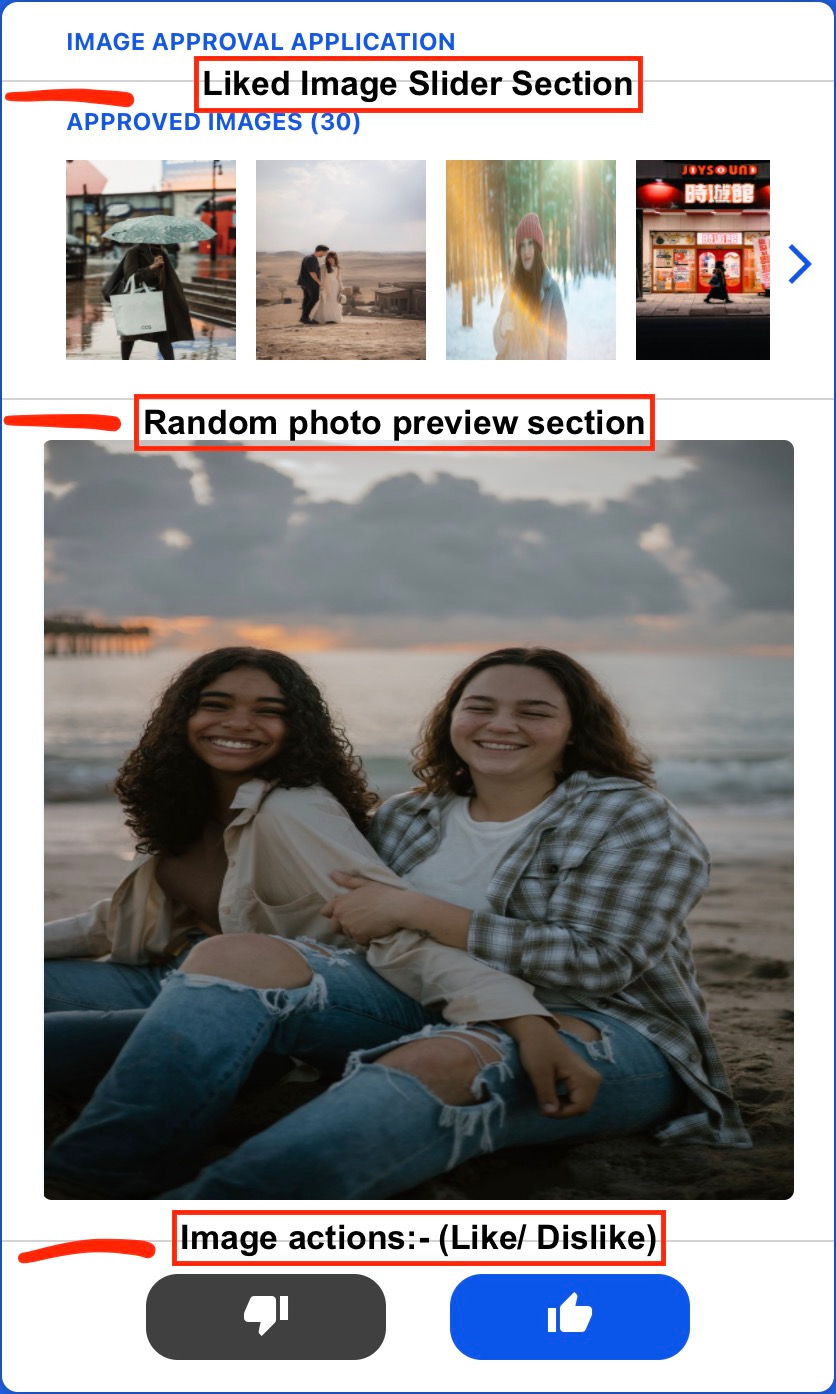 IMAGE APPROVAL APPLICATION
Liked Image Slider Section
APPROVED IMAGES (30)
JOYSOUND
時遊館
cos
Random photo preview section
Image actions:- (Like/ Dislike)